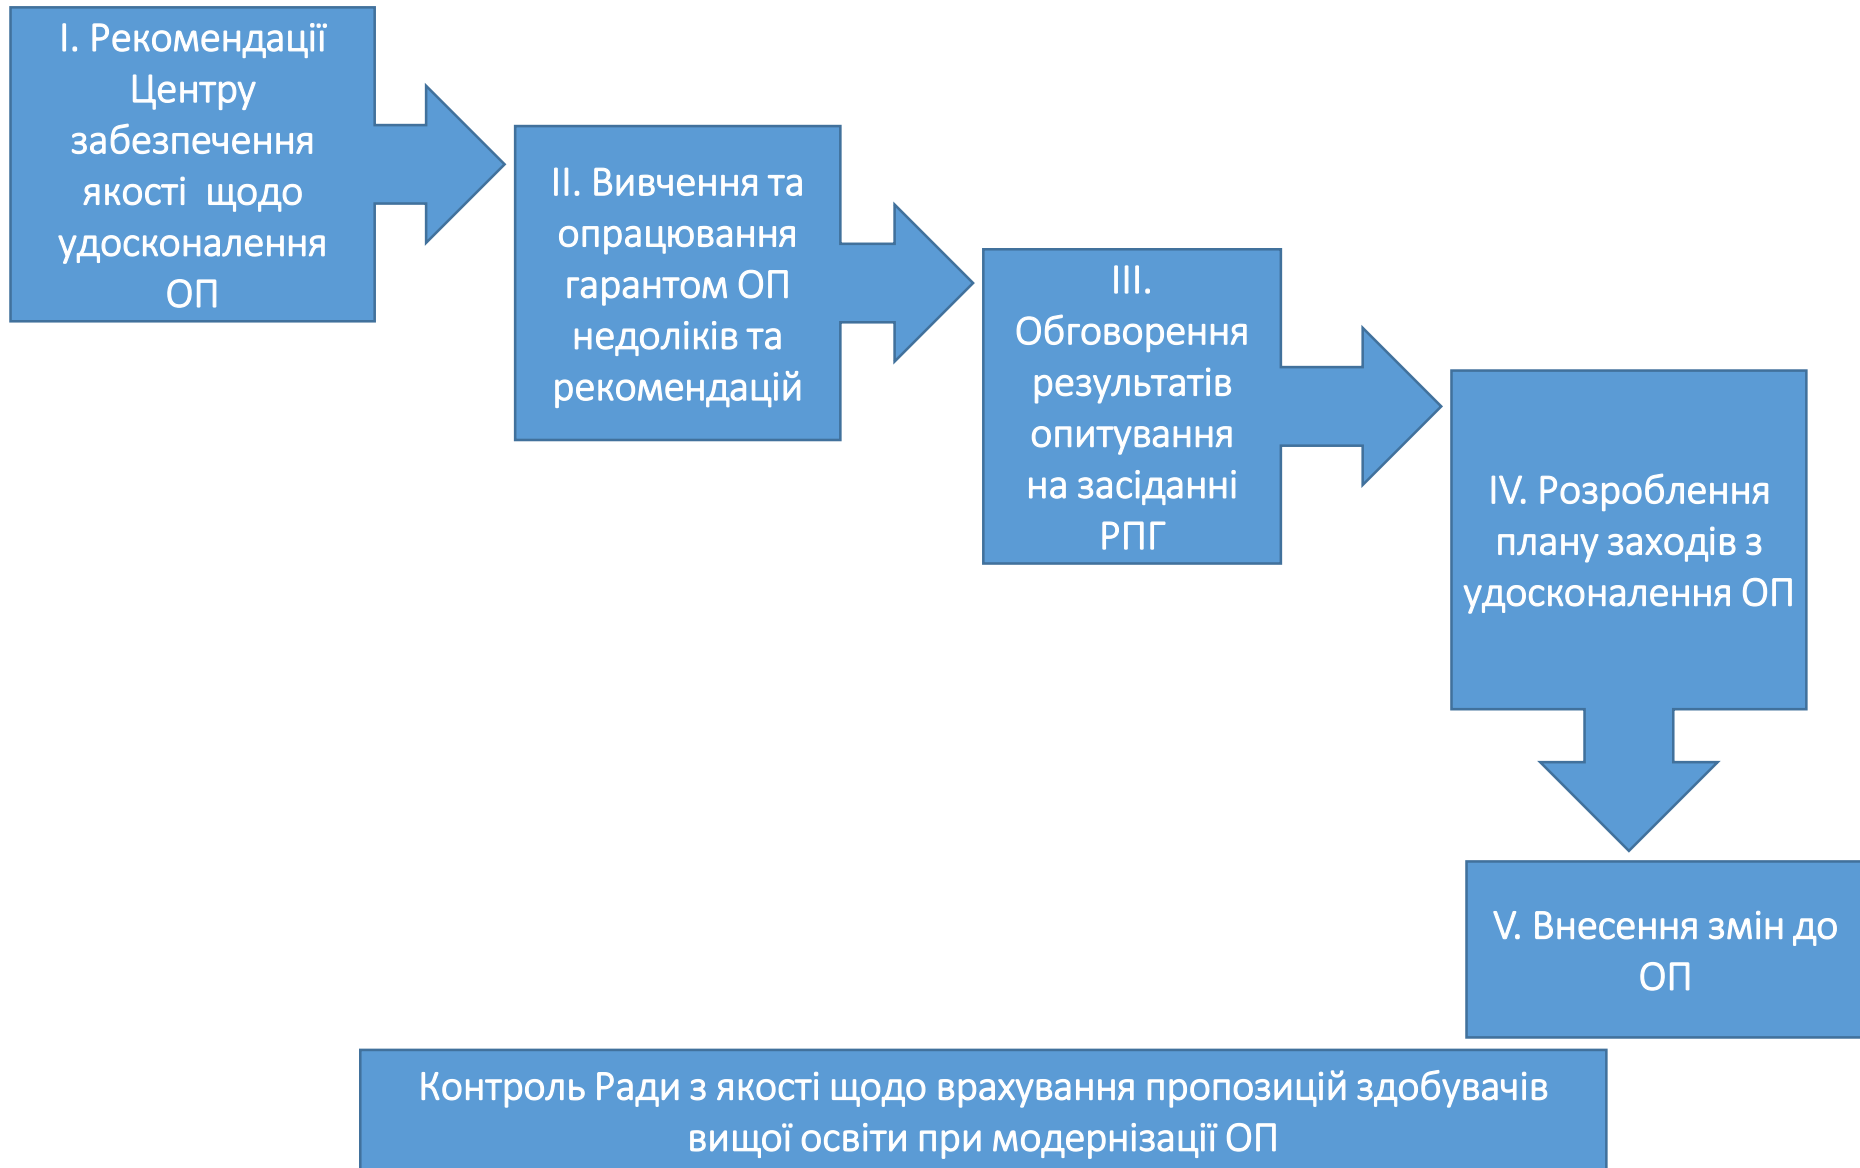 І. Рекомендації
Центру
забезпечення
якості  щодо
удосконалення
ОП
ІІ. Вивчення та
опрацювання
гарантом ОП
недоліків та
рекомендацій
ІІІ.
Обговорення
результатів
опитування
на засіданні
РПГ
IV. Розроблення
плану заходів з
удосконалення ОП
V. Внесення змін до
ОП
Контроль Ради з якості щодо врахування пропозицій здобувачів
вищої освіти при модернізації ОП